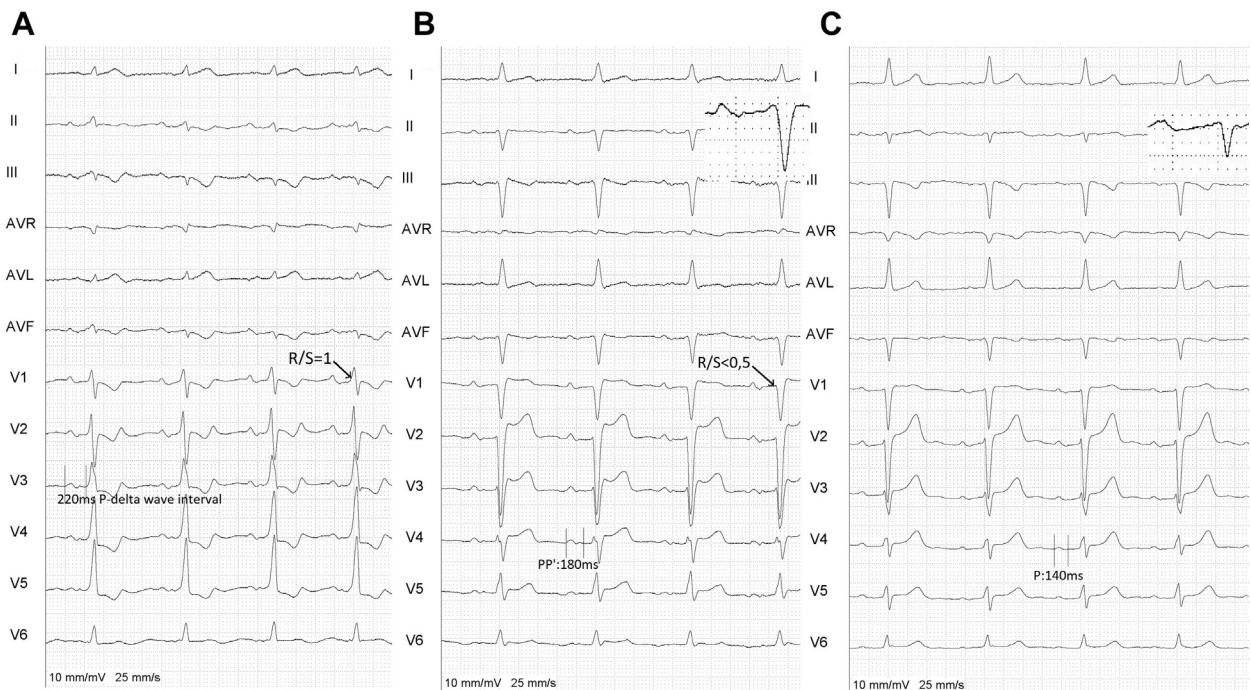 A
I
II
III
AVR
AVL
AVF
V1
R/S=1
V2
V3
220ms P-delta wave interval
V4
V5
V6
10 mm/mV 25 mm/s
B
I
II
III
AVR
AVL
AVF
V1
R/S<0,5
V2
V3
V4
PP':180ms
V5
V6
10 mm/mV 25 mm/s
C
I
II
II
AVR
AVL
AVF
V1
V2
V3
V4
P:140ms
V5
V6
10 mm/mV 25 mm/s